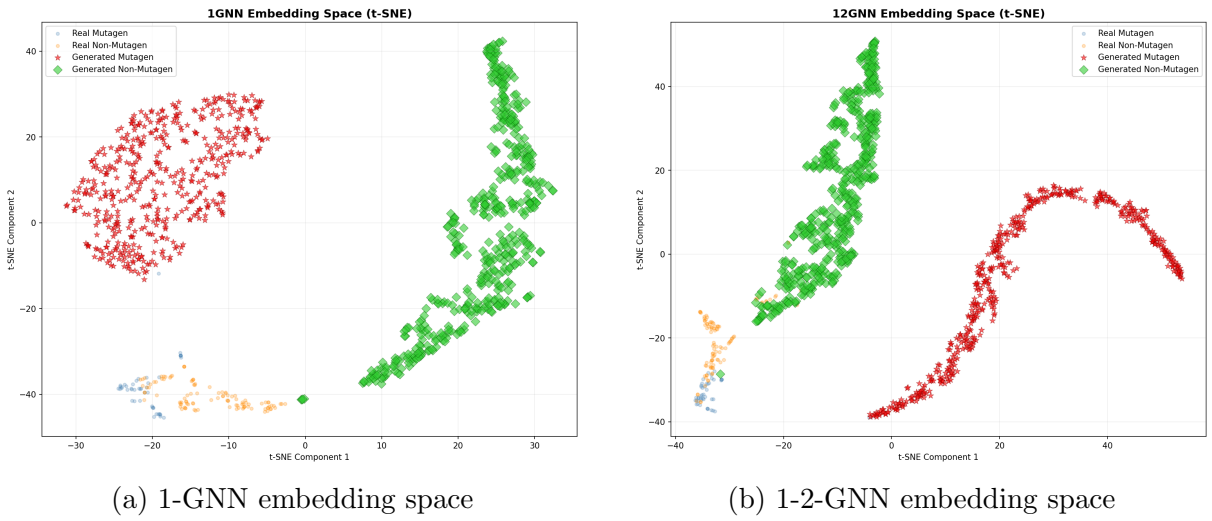 1GNN Embedding Space (t-SNE)
Real Mutagen
Real Non-Mutagen
Generated Mutagen
Generated Non-Mutagen
40
20
0
−20
−40
t-SNE Component 2
−30
−20
−10
0
10
20
30
t-SNE Component 1
(a) 1-GNN embedding space
12GNN Embedding Space (t-SNE)
Real Mutagen
Real Non-Mutagen
Generated Mutagen
Generated Non-Mutagen
40
20
0
−20
−40
t-SNE Component 2
−40
−20
0
20
40
t-SNE Component 1
(b) 1-2-GNN embedding space